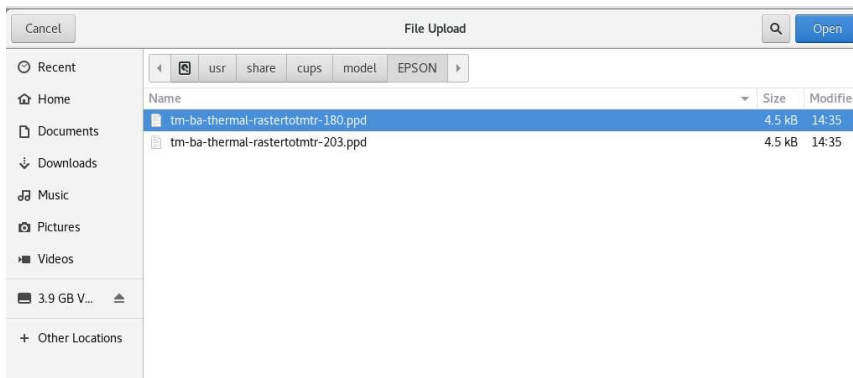 Cancel File Upload Open
Recent usr share cups model EPSON
Home Name Size Modifie
tm-ba-thermal-rastertotmtr-180.ppd 4.5 kB 14:35
Documents tm-ba-thermal-rastertotmtr-203.ppd 4.5 kB 14:35
Downloads
Music
Pictures
Videos
3.9 GB V...
+ Other Locations